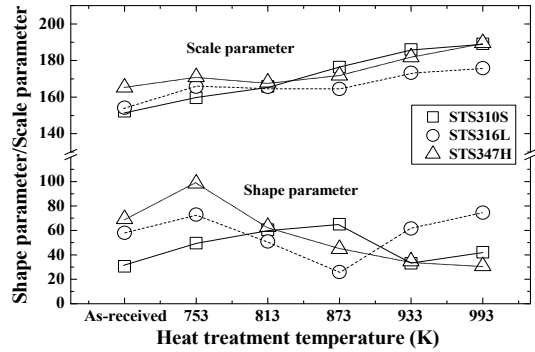 Shape parameter/Scale parameter
200
180
160
140
100
80
60
40
20
0
Scale parameter
STS310S
STS316L
STS347H
Shape parameter
As-received 753 813 873 933 993
Heat treatment temperature (K)